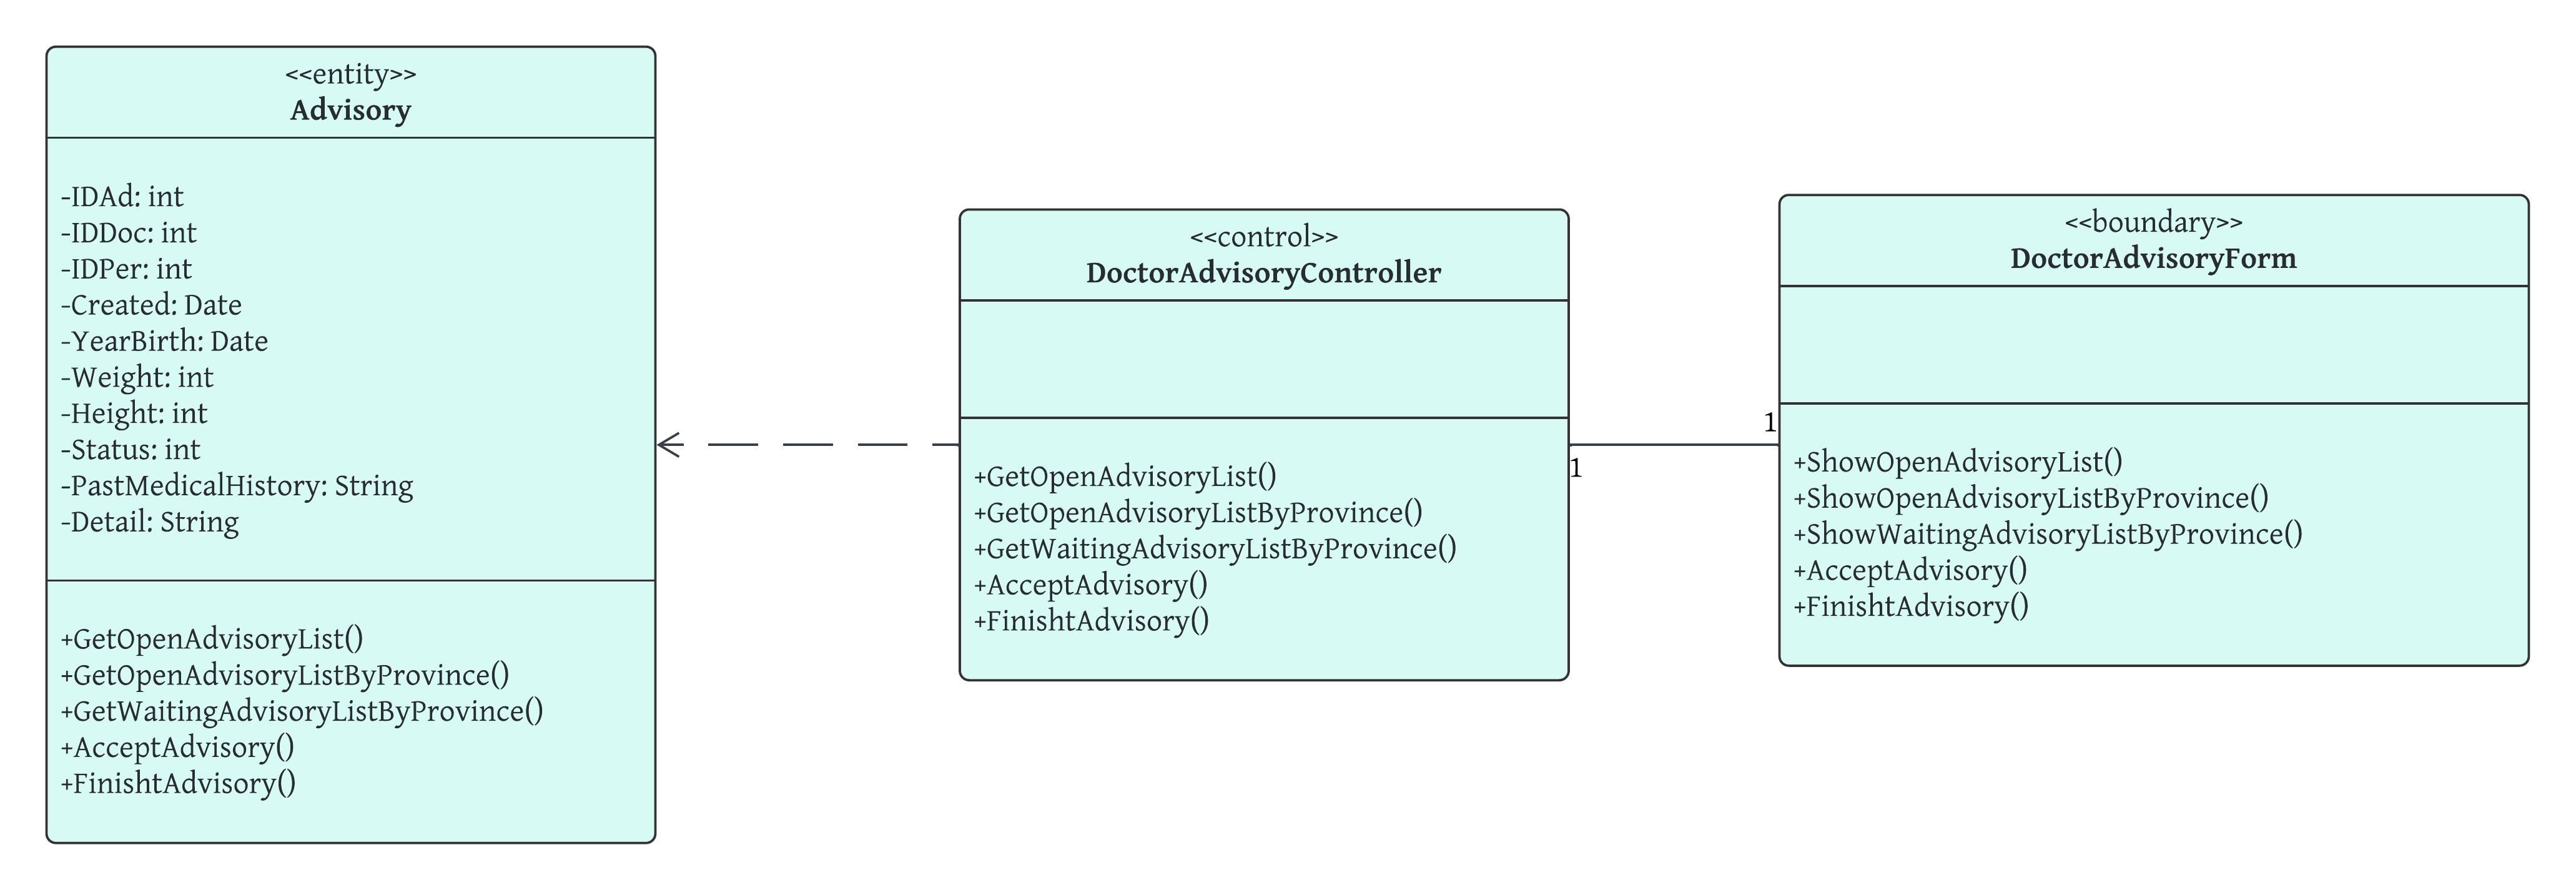 <<entity>>
Advisory
-IDAd: int
-IDDoc: int
-IDPer: int
-Created: Date
-YearBirth: Date
-Weight: int
-Height: int
-Status: int
-PastMedicalHistory: String
-Detail: String
+GetOpenAdvisoryList()
+GetOpenAdvisoryListByProvince()
+GetWaitingAdvisoryListByProvince()
+AcceptAdvisory()
+FinishtAdvisory()
<<control>>
DoctorAdvisoryController
+GetOpenAdvisoryList()
+GetOpenAdvisoryListByProvince()
+GetWaitingAdvisoryListByProvince()
+AcceptAdvisory()
+FinishtAdvisory()
1
1
<<boundary>>
DoctorAdvisoryForm
+ShowOpenAdvisoryList()
+ShowOpenAdvisoryListByProvince()
+ShowWaitingAdvisoryListByProvince()
+AcceptAdvisory()
+FinishtAdvisory()